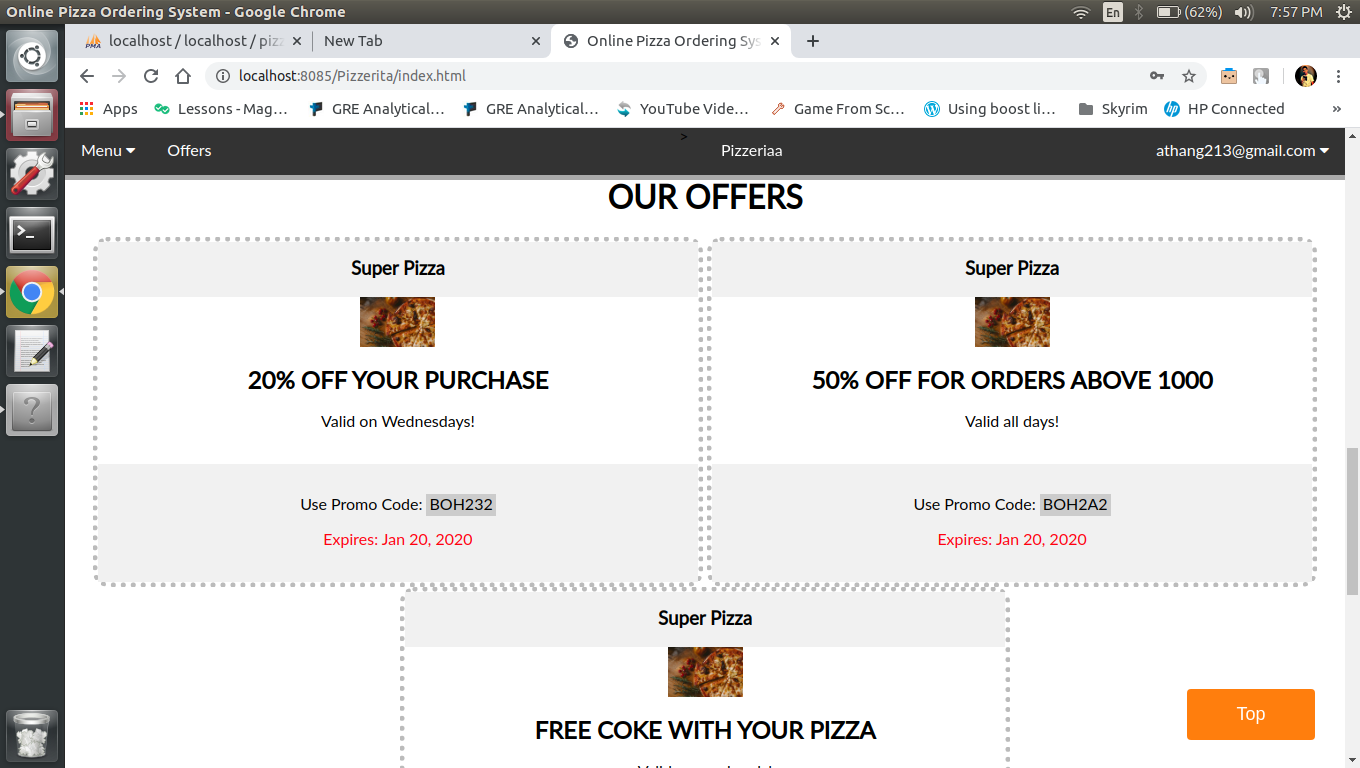 Online Pizza Ordering System - Google Chrome
En
(62%)
7:57 PM
PMA
localhost / localhost / pizz
New Tab
Online Pizza Ordering Sys
localhost:8085/Pizzerita/index.html
Apps
Lessons - Mag...
GRE Analytical...
GRE Analytical...
YouTube Vide...
Game From Sc...
Using boost li...
Skyrim
HP Connected
»
>
Menu
Offers
Pizzeriaa
athang213@gmail.com
OUR OFFERS
Super Pizza
20% OFF YOUR PURCHASE
Valid on Wednesdays!
Use Promo Code: BOH232
Expires: Jan 20, 2020
Super Pizza
50% OFF FOR ORDERS ABOVE 1000
Valid all days!
Use Promo Code: BOH2A2
Expires: Jan 20, 2020
Super Pizza
FREE COKE WITH YOUR PIZZA
Top